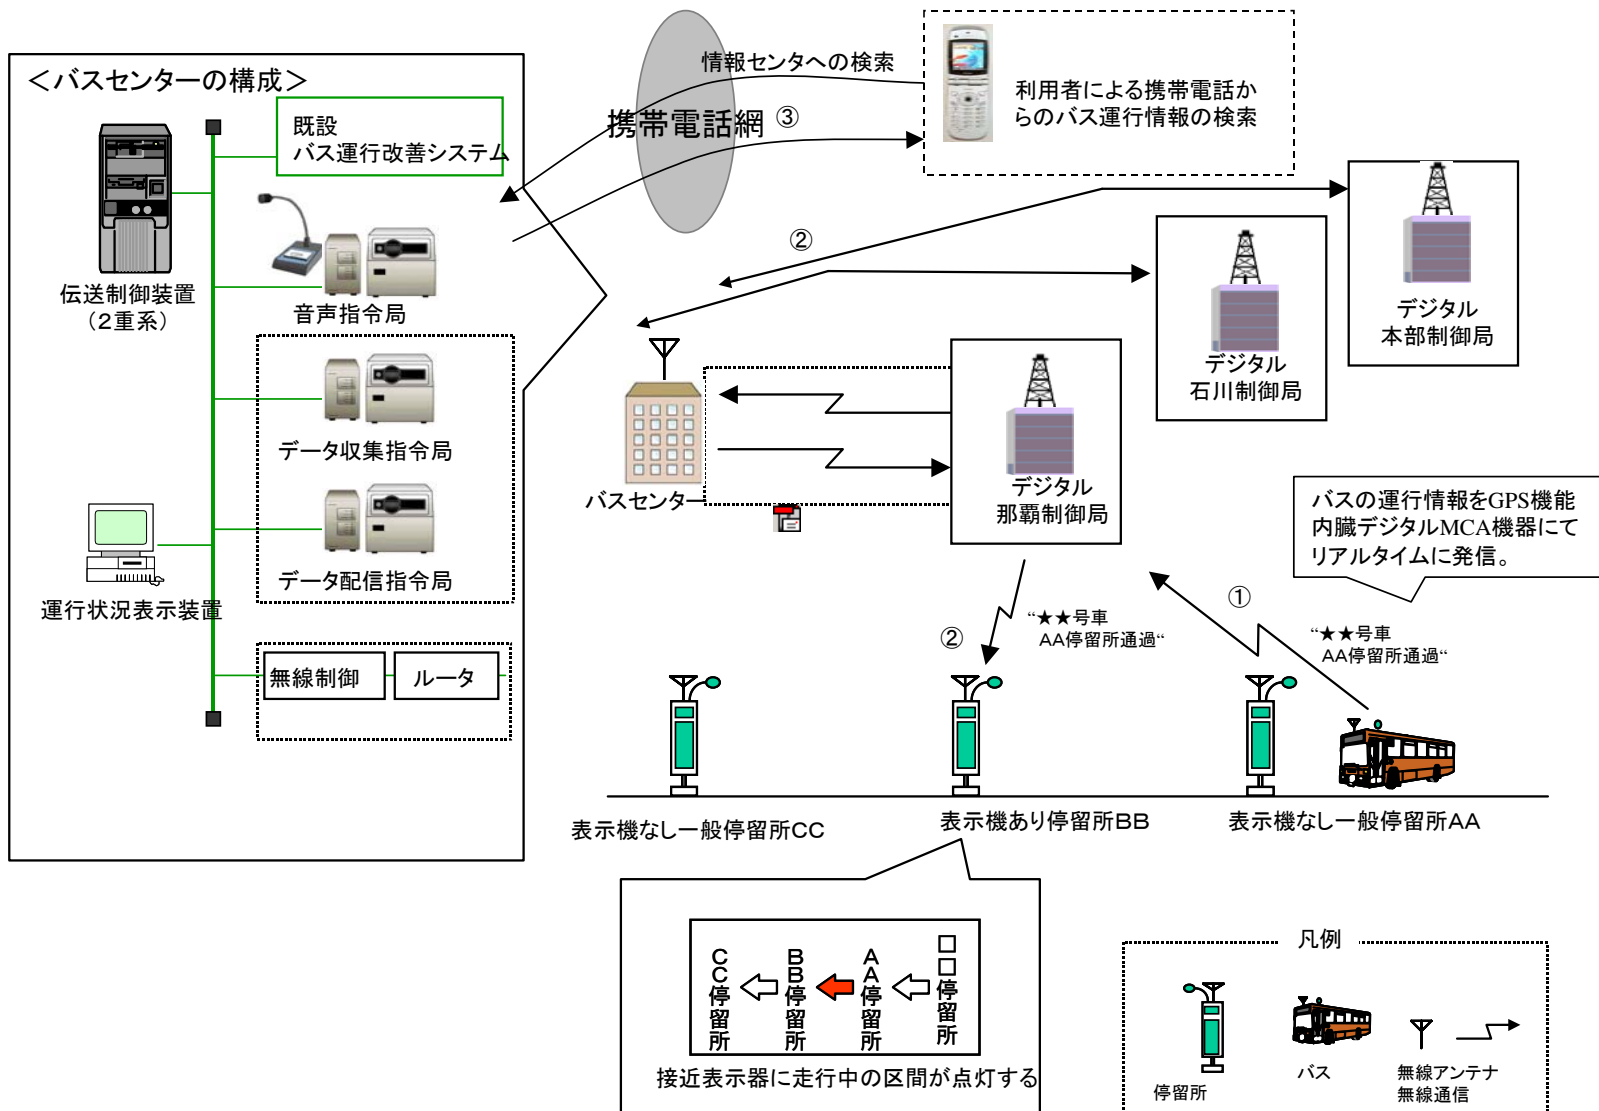 ＜バスセンターの構成＞
既設
バス運行改善システム
伝送制御装置
（２重系）
音声指令局
データ収集指令局
データ配信指令局
運行状況表示装置
無線制御
ルータ
情報センタへの検索
携帯電話網
③
利用者による携帯電話か
らのバス運行情報の検索
②
デジタル
本部制御局
デジタル
石川制御局
バスセンター
デジタル
那覇制御局
バスの運行情報をGPS機能
内臓デジタルMCA機器にて
リアルタイムに発信。
①
“★★号車
AA停留所通過“
②
“★★号車
AA停留所通過“
表示機なし一般停留所CC
表示機あり停留所BB
表示機なし一般停留所AA
CC停留所
BB停留所
AA停留所
□□停留所
接近表示器に走行中の区間が点灯する
凡例
停留所
バス
無線アンテナ
無線通信